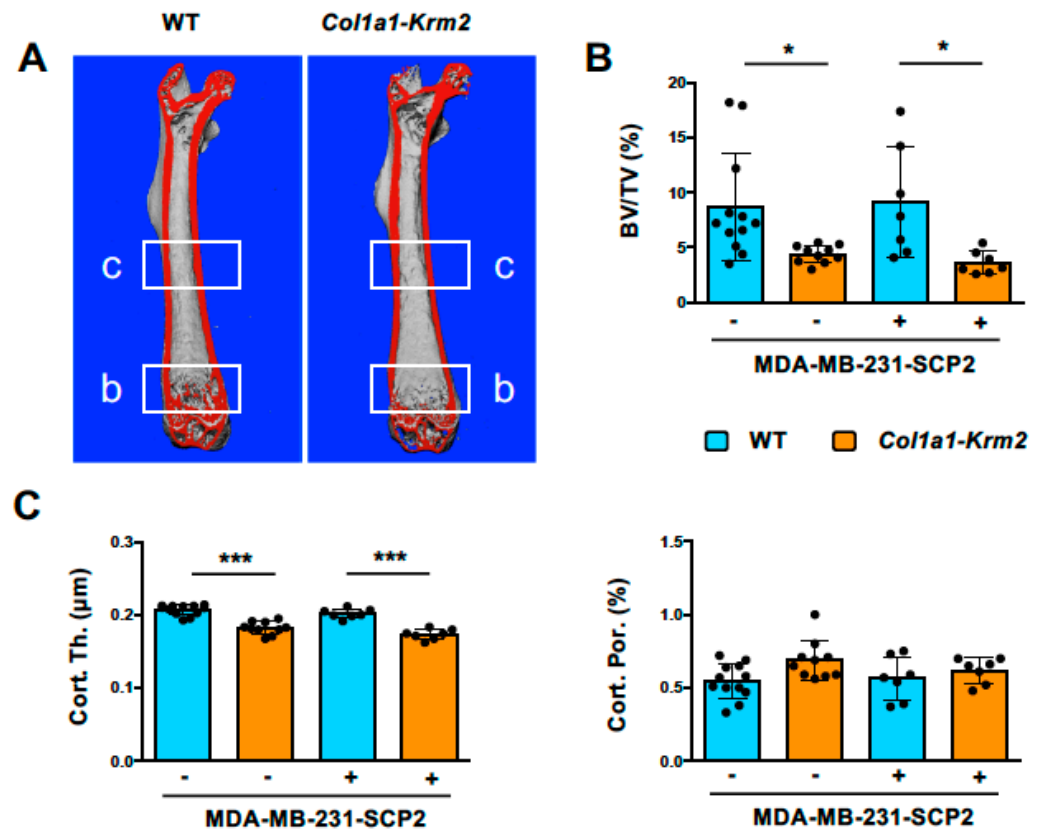 WT
Col1a1-Krm2
A
c
c
b
b
B
*
*
20
15
10
5
0
BV/TV (%)
- - + +
MDA-MB-231-SCP2
WT Col1a1-Krm2
C
***
***
0.3
0.2
0.1
0.0
Cort. Th. (μm)
- - + +
MDA-MB-231-SCP2
1.5
1.0
0.5
0.0
Cort. Por. (%)
- - + +
MDA-MB-231-SCP2